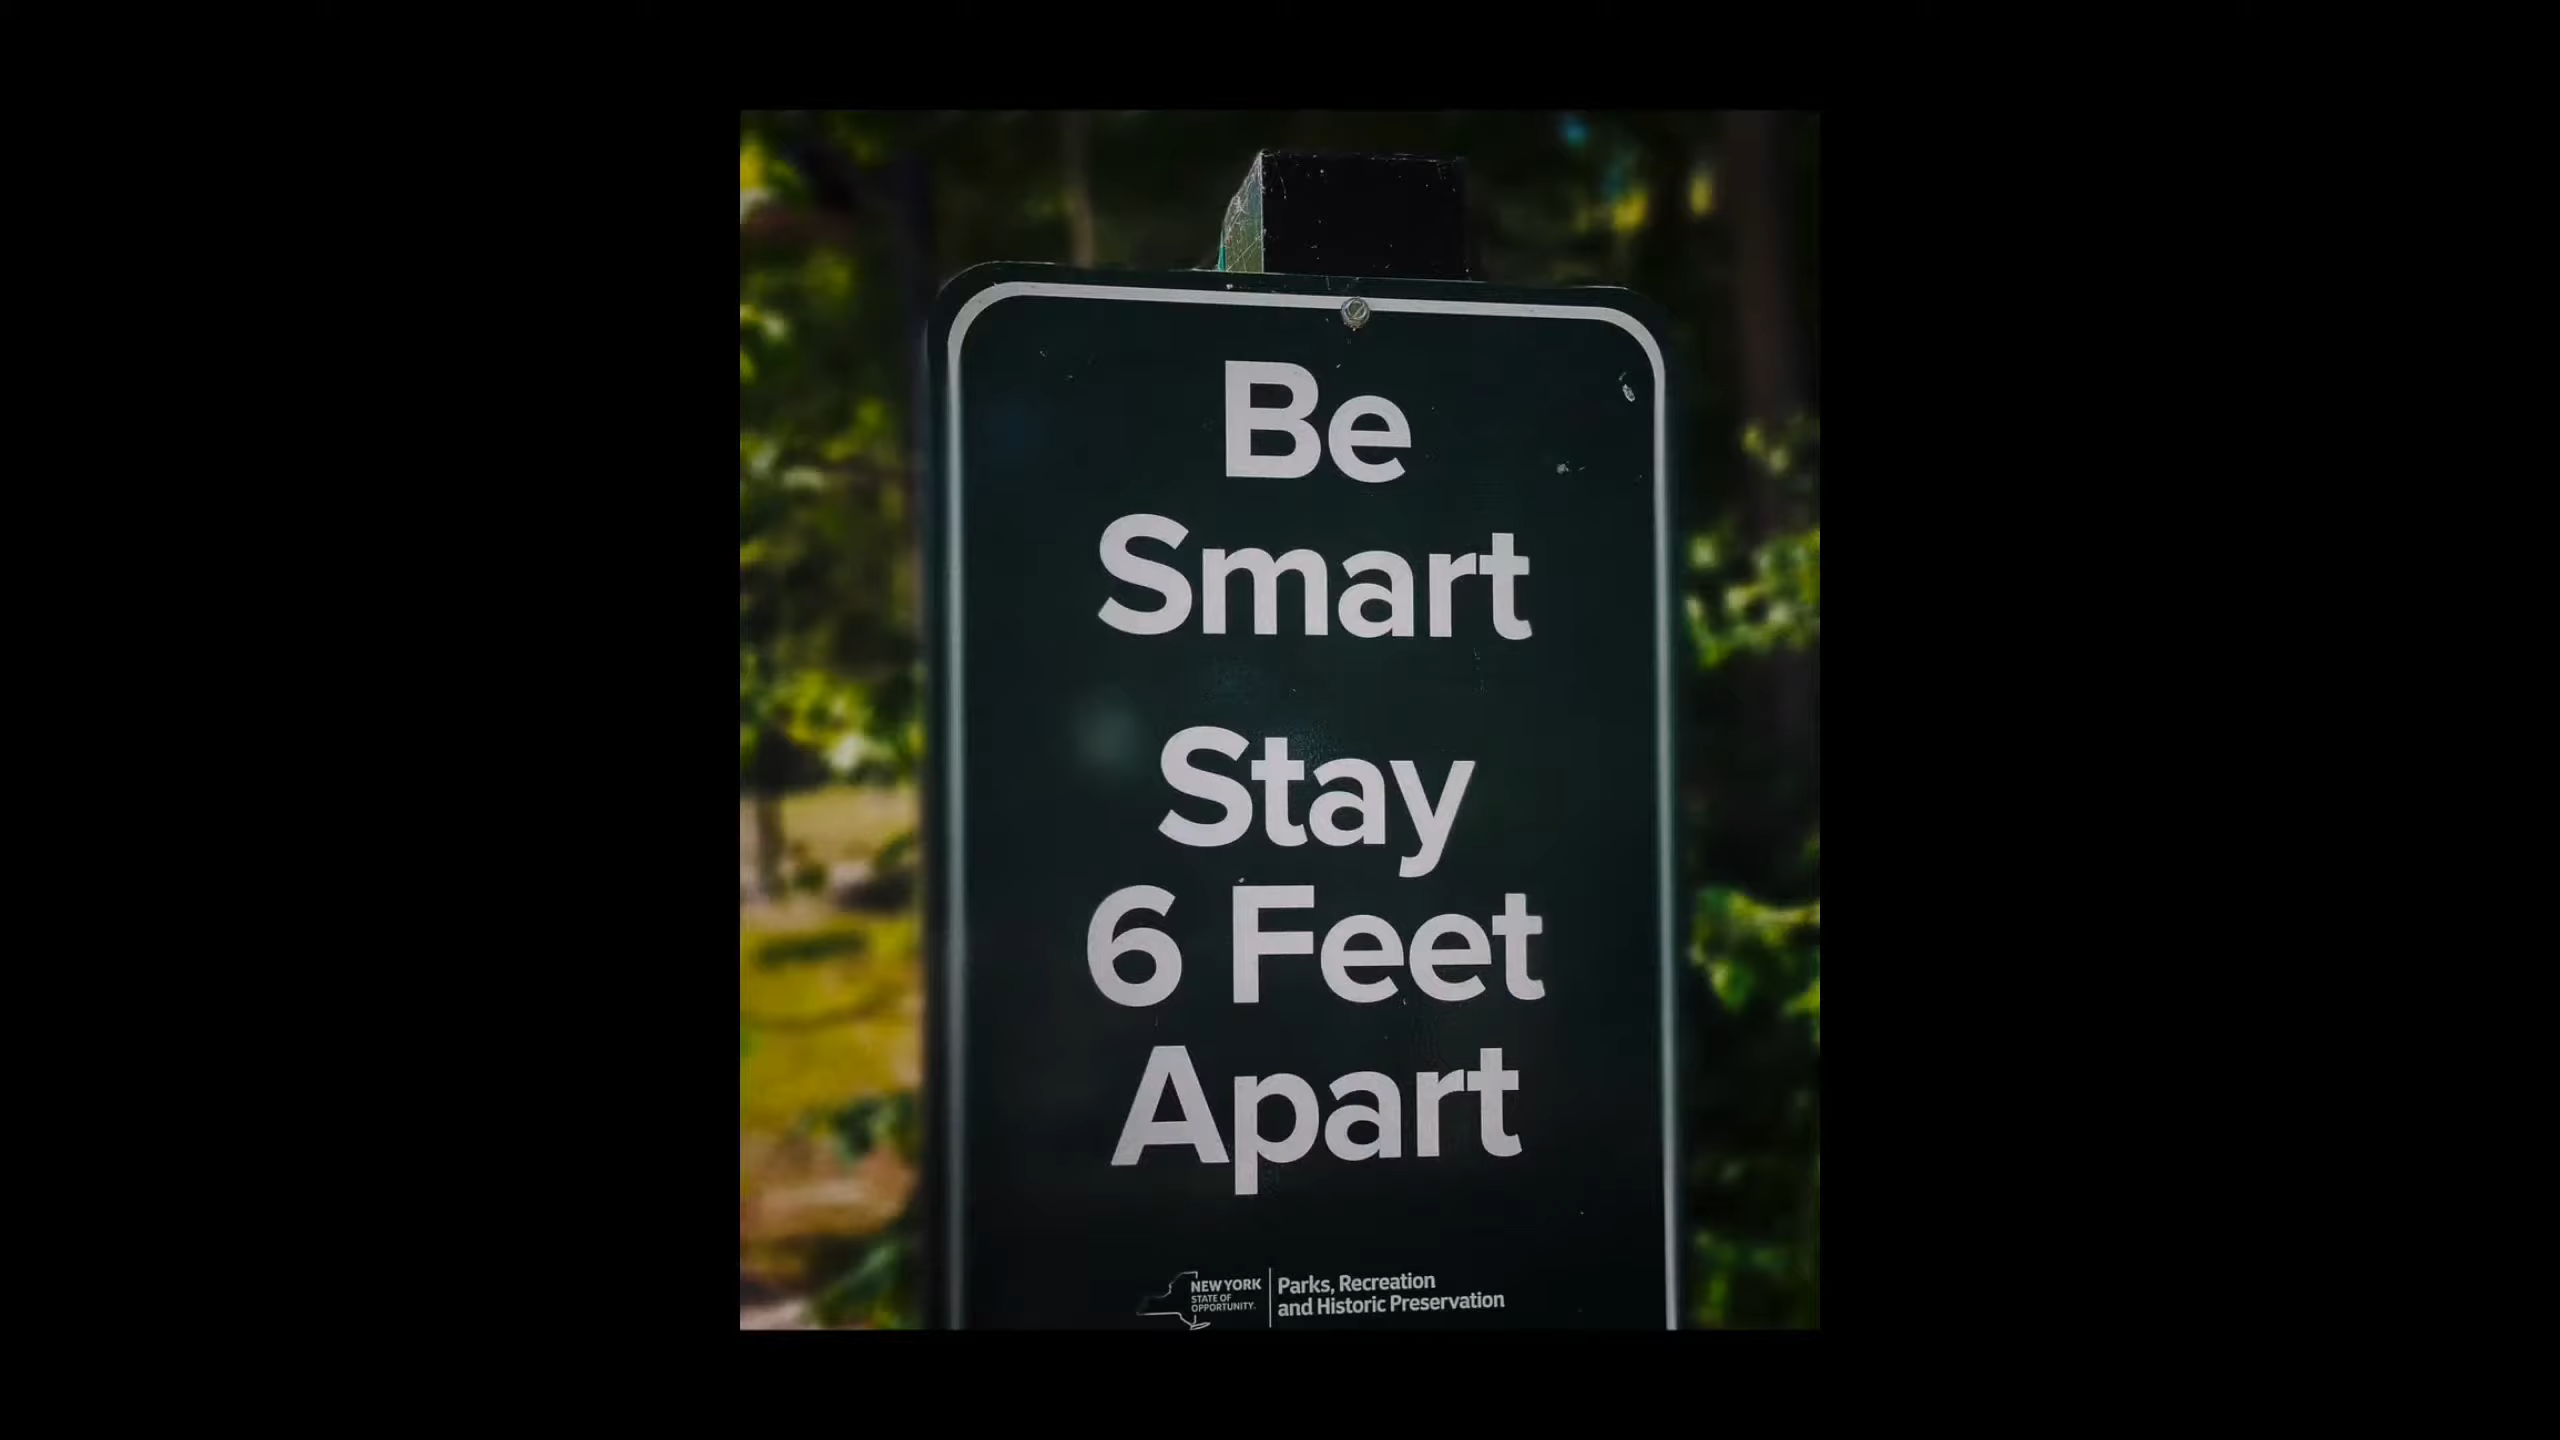 Be
Smart
Stay
6 Feet
Apart
NEW YORK
STATE OF
OPPORTUNITY.
Parks, Recreation
and Historic Preservation